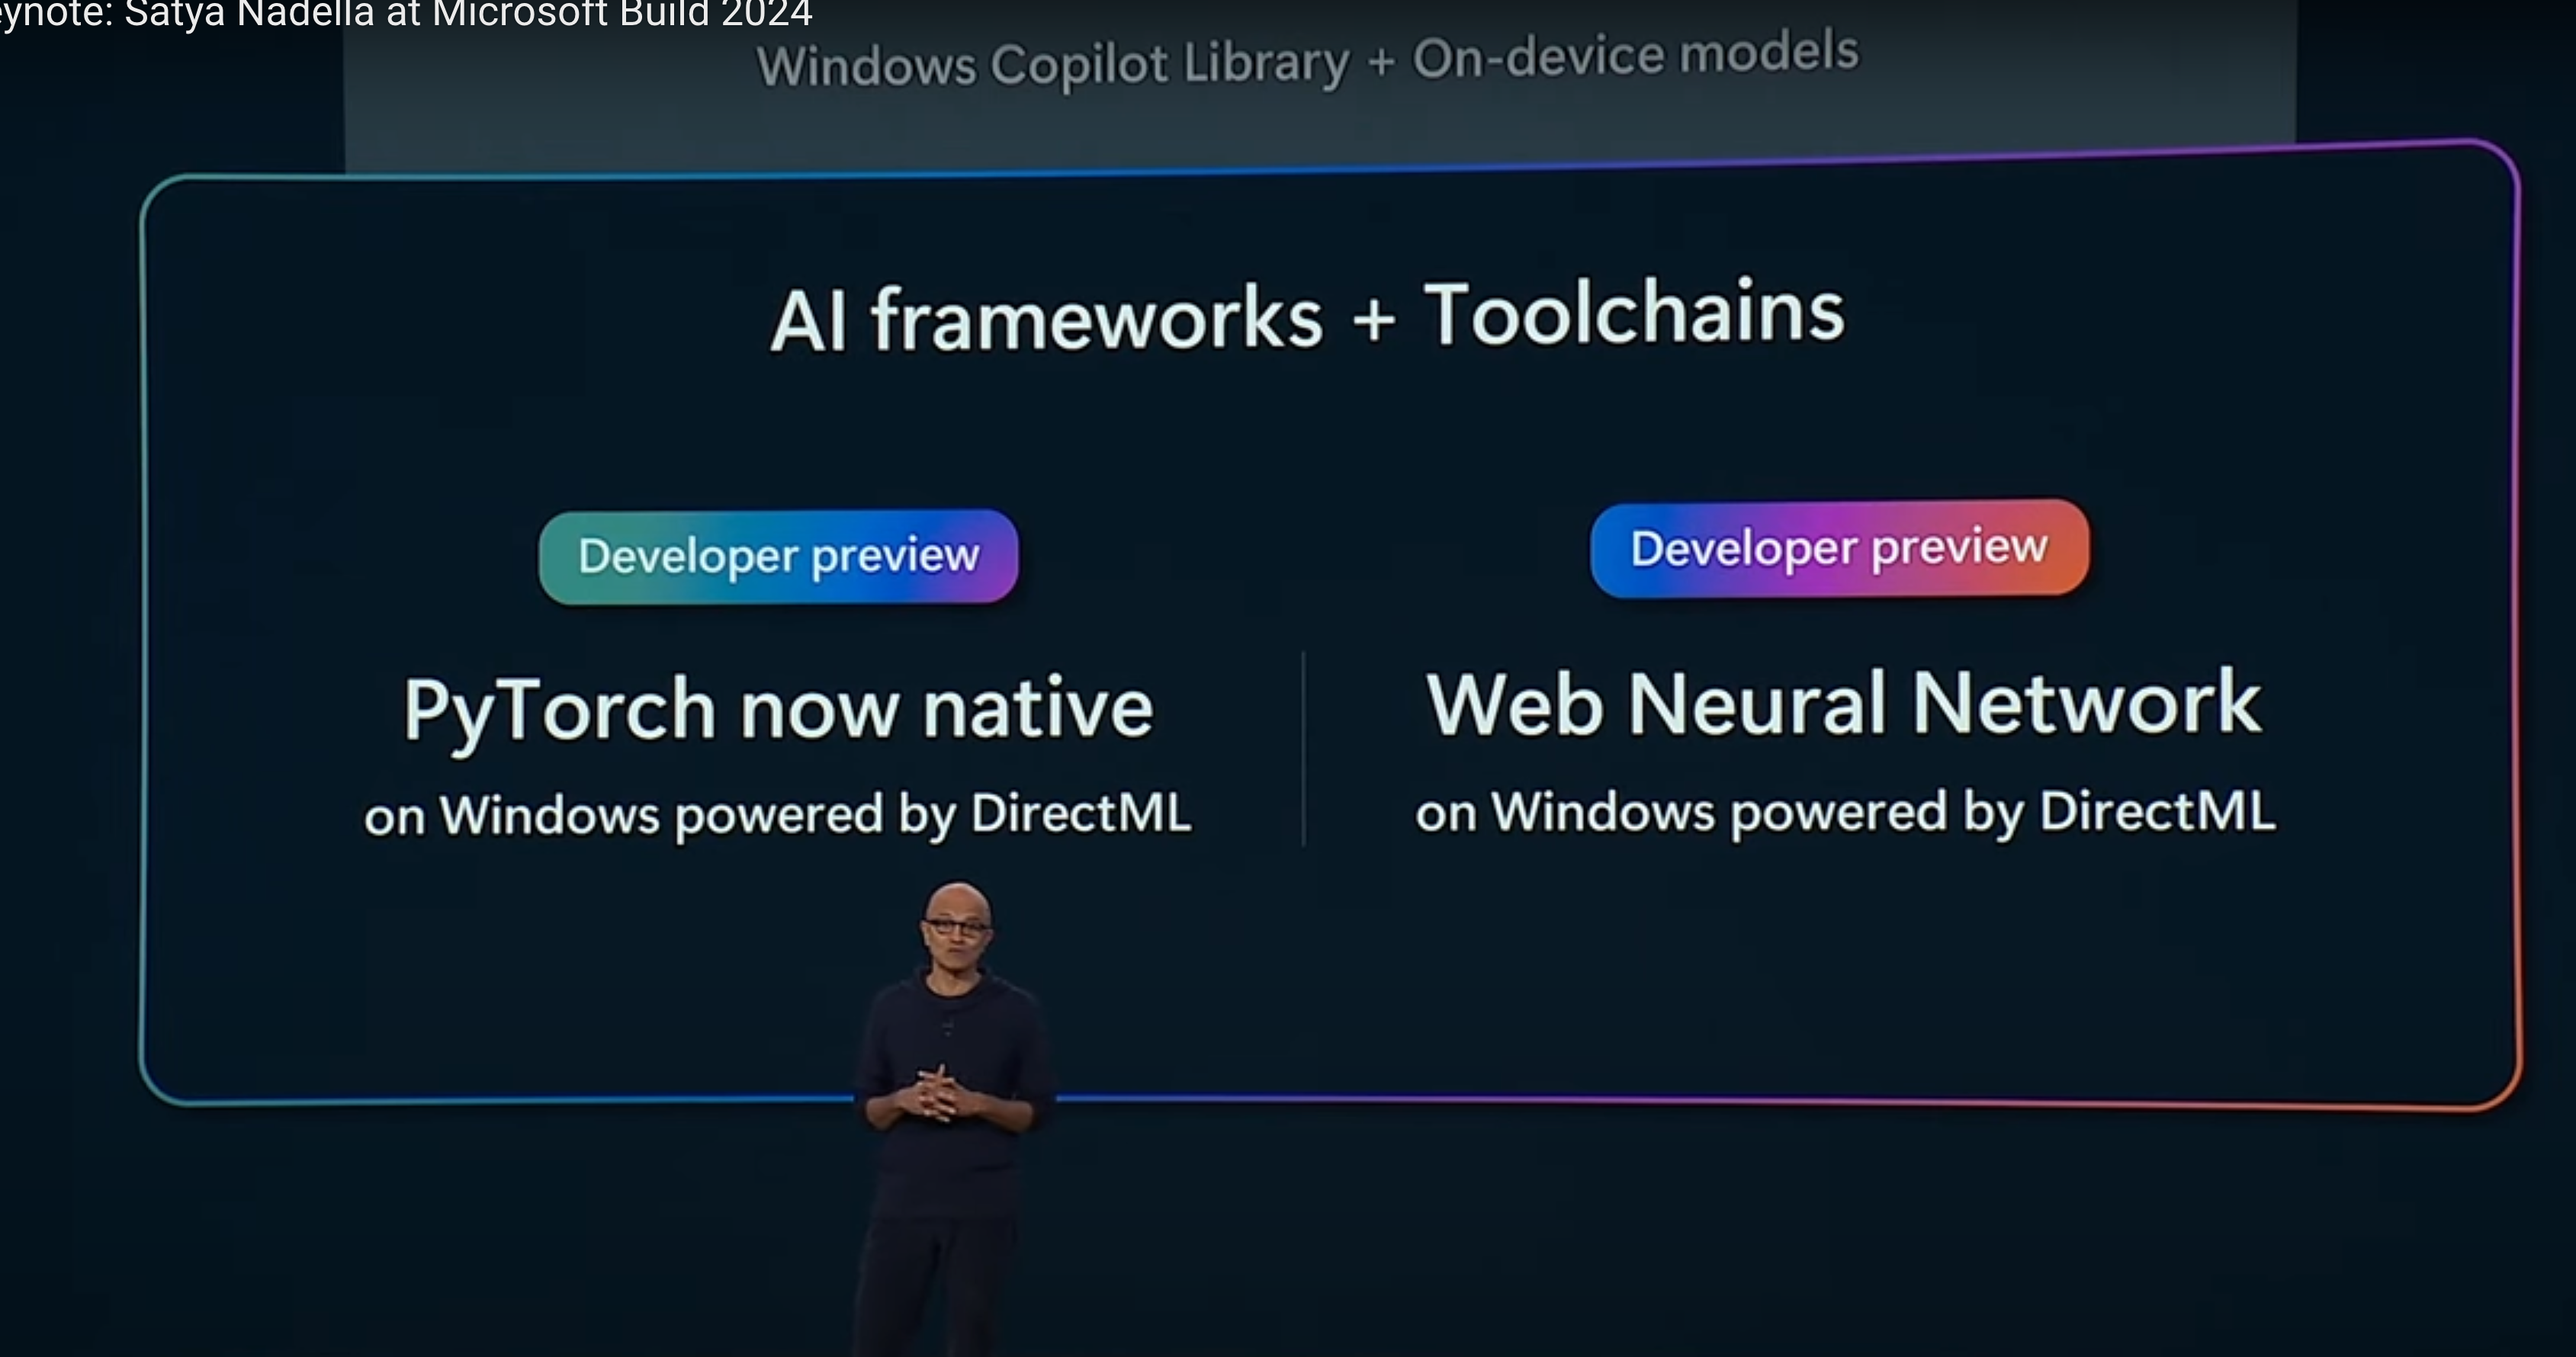 eynote: Satya Nadella at Microsoft Build 2024
Windows Copilot Library + On-device models
AI frameworks + Toolchains
Developer preview
PyTorch now native
on Windows powered by DirectML
Developer preview
Web Neural Network
on Windows powered by DirectML